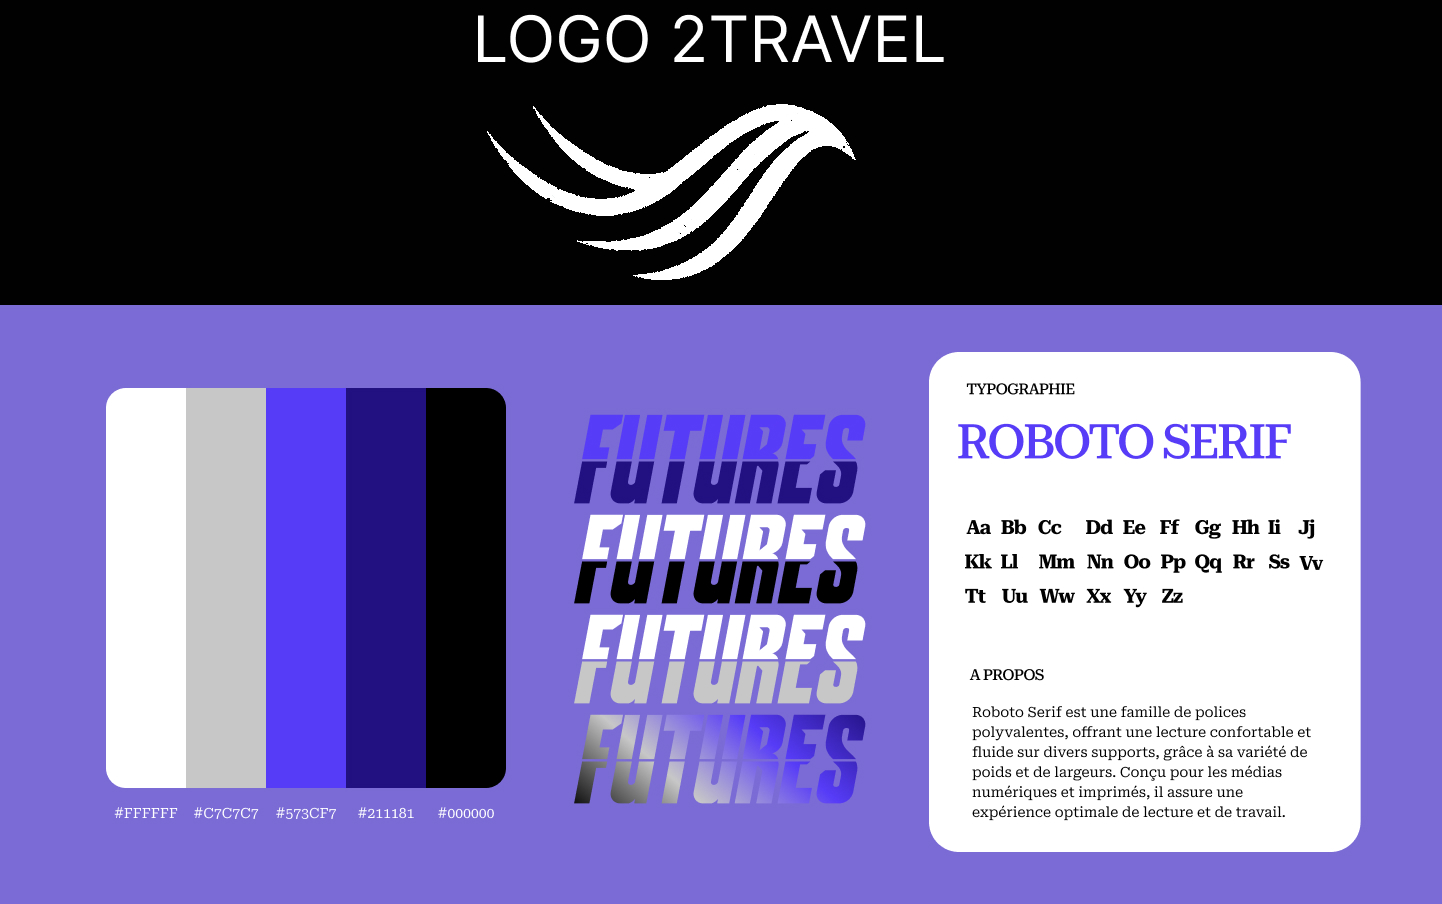 LOGO 2TRAVEL
#FFFFFF #C7C7C7 #573CF7 #211181 #000000
FUTURES
FUTURES
FUTURES
FUTURES
TYPOGRAPHIE
ROBOTO SERIF
Aa Bb Cc Dd Ee Ff Gg Hh Ii Jj
Kk Ll Mm Nn Oo Pp Qq Rr Ss Vv
Tt Uu Ww Xx Yy Zz
A PROPOS
Roboto Serif est une famille de polices
polyvalentes, offrant une lecture confortable et
fluide sur divers supports, grâce à sa variété de
poids et de largeurs. Conçu pour les médias
numériques et imprimés, il assure une
expérience optimale de lecture et de travail.